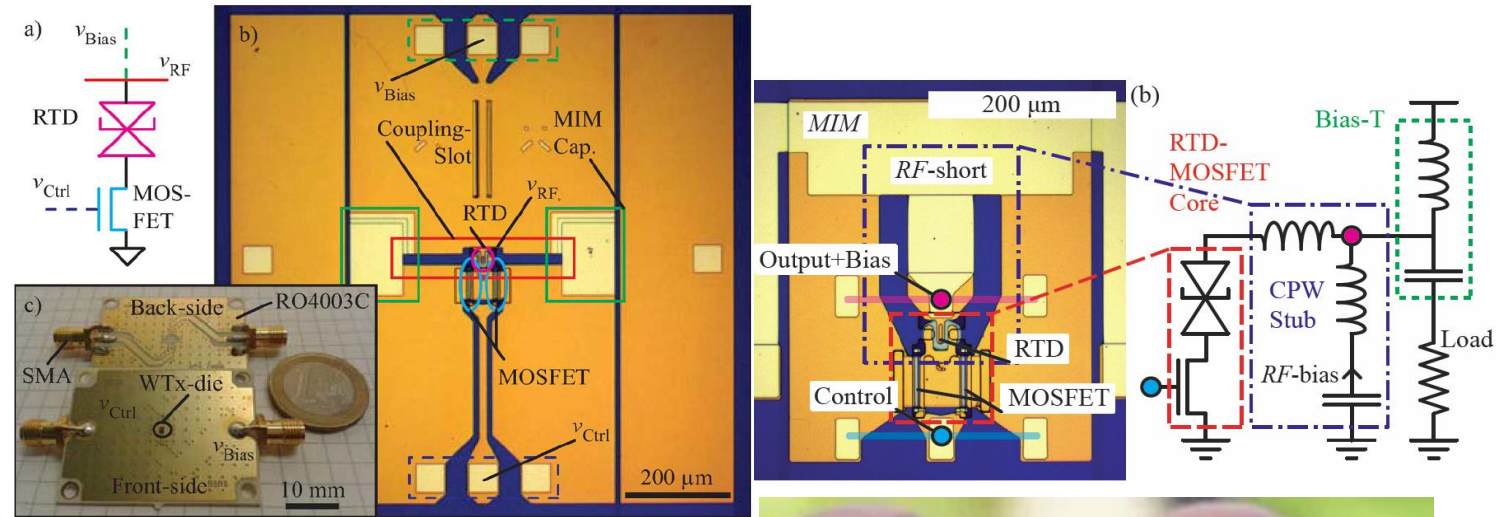 a)
vBias
vRF
RTD
vCtrl
MOS-
FET
b)
vBias
Coupling-
Slot
MIM
Cap.
vRF
RTD
MOSFET
vCtrl
200 µm
c)
Back-side
RO4003C
SMA
WTx-die
vCtrl
vBias
Front-side
10 mm
200 µm
MIM
RF-short
Output+Bias
RTD
Control
MOSFET
(b)
Bias-T
RTD-
MOSFET
Core
CPW
Stub
Load
RF-bias